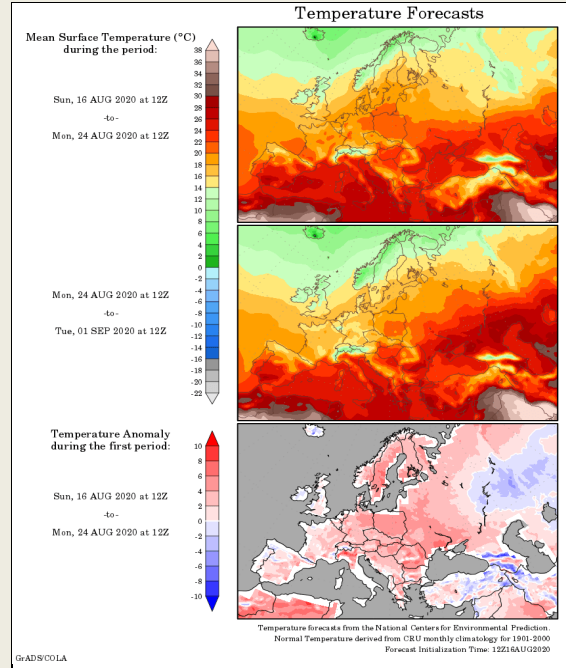 Temperature Forecasts
Mean Surface Temperature (°C)
during the period:
Sun, 16 AUG 2020 at 12Z
-to-
Mon, 24 AUG 2020 at 12Z
38
36
34
32
30
28
26
24
22
20
18
16
14
12
10
8
6
4
2
0
-2
-4
-6
-8
-10
-12
-14
-16
-18
-20
-22
Mon, 24 AUG 2020 at 12Z
-to-
Tue, 01 SEP 2020 at 12Z
Temperature Anomaly
during the first period:
Sun, 16 AUG 2020 at 12Z
-to-
Mon, 24 AUG 2020 at 12Z
10
8
6
4
2
0
-2
-4
-6
-8
-10
Temperature forecasts from the National Centers for Environmental Prediction.
Normal Temperature derived from CRU monthly climatology for 1901-2000
Forecast Initialization Time: 12Z16AUG2020
GrADS/COLA